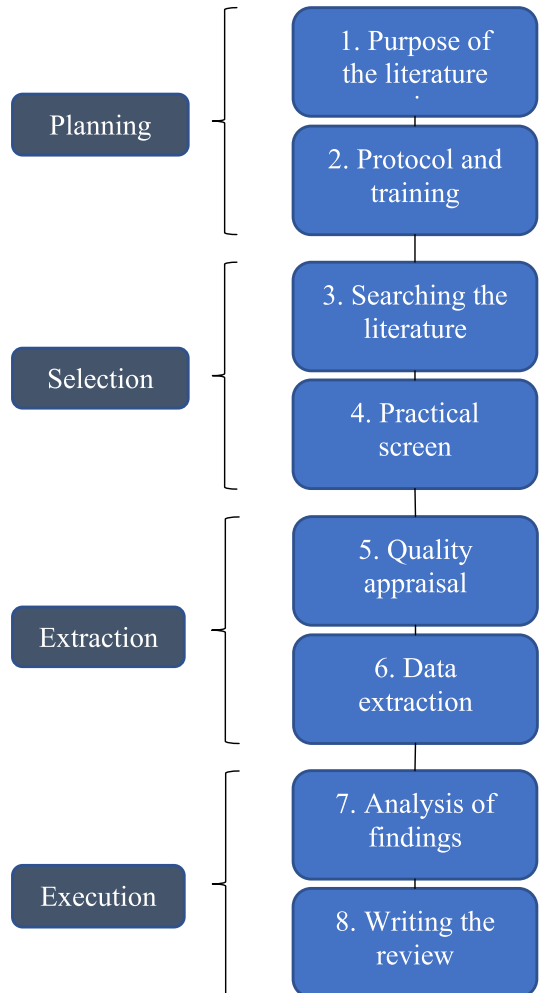 Planning
1. Purpose of
the literature
2. Protocol and
training
Selection
3. Searching the
literature
4. Practical
screen
Extraction
5. Quality
appraisal
6. Data
extraction
Execution
7. Analysis of
findings
8. Writing the
review